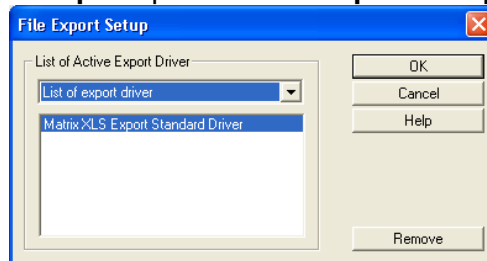 File Export Setup
List of Active Export Driver
List of export driver
Matrix XLS Export Standard Driver
OK
Cancel
Help
Remove